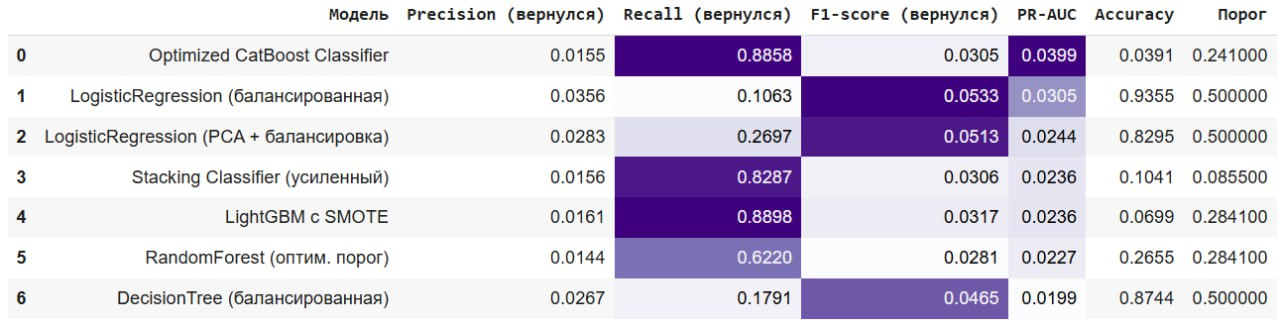 Модель Precision (вернулся) Recall (вернулся) F1-score (вернулся) PR-AUC Accuracy Порог
0 Optimized CatBoost Classifier 0.0155 0.8858 0.0305 0.0399 0.0391 0.241000
1 LogisticRegression (балансированная) 0.0356 0.1063 0.0533 0.0305 0.9355 0.500000
2 LogisticRegression (PCA + балансировка) 0.0283 0.2697 0.0513 0.0244 0.8295 0.500000
3 Stacking Classifier (усиленный) 0.0156 0.8287 0.0306 0.0236 0.1041 0.085500
4 LightGBM с SMOTE 0.0161 0.8898 0.0317 0.0236 0.0699 0.284100
5 RandomForest (оптим. порог) 0.0144 0.6220 0.0281 0.0227 0.2655 0.284100
6 DecisionTree (балансированная) 0.0267 0.1791 0.0465 0.0199 0.8744 0.500000